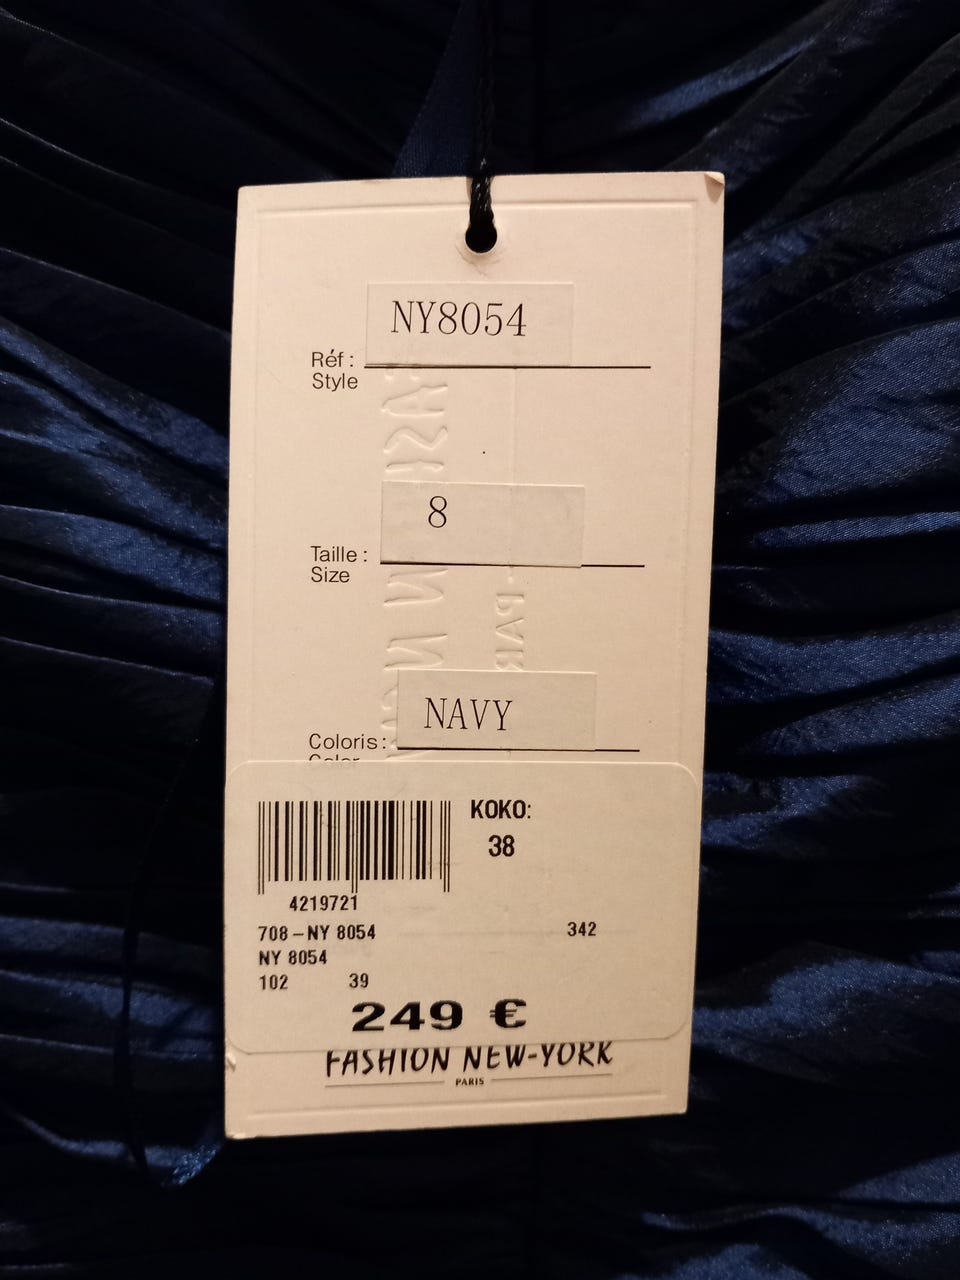 NY8054
Réf :
Style
8
Taille :
Size
NAVY
Coloris :
Color
KOKO:
38
4219721
708-NY 8054 342
NY 8054
102 39
249 €
FASHION NEW-YORK
PARIS